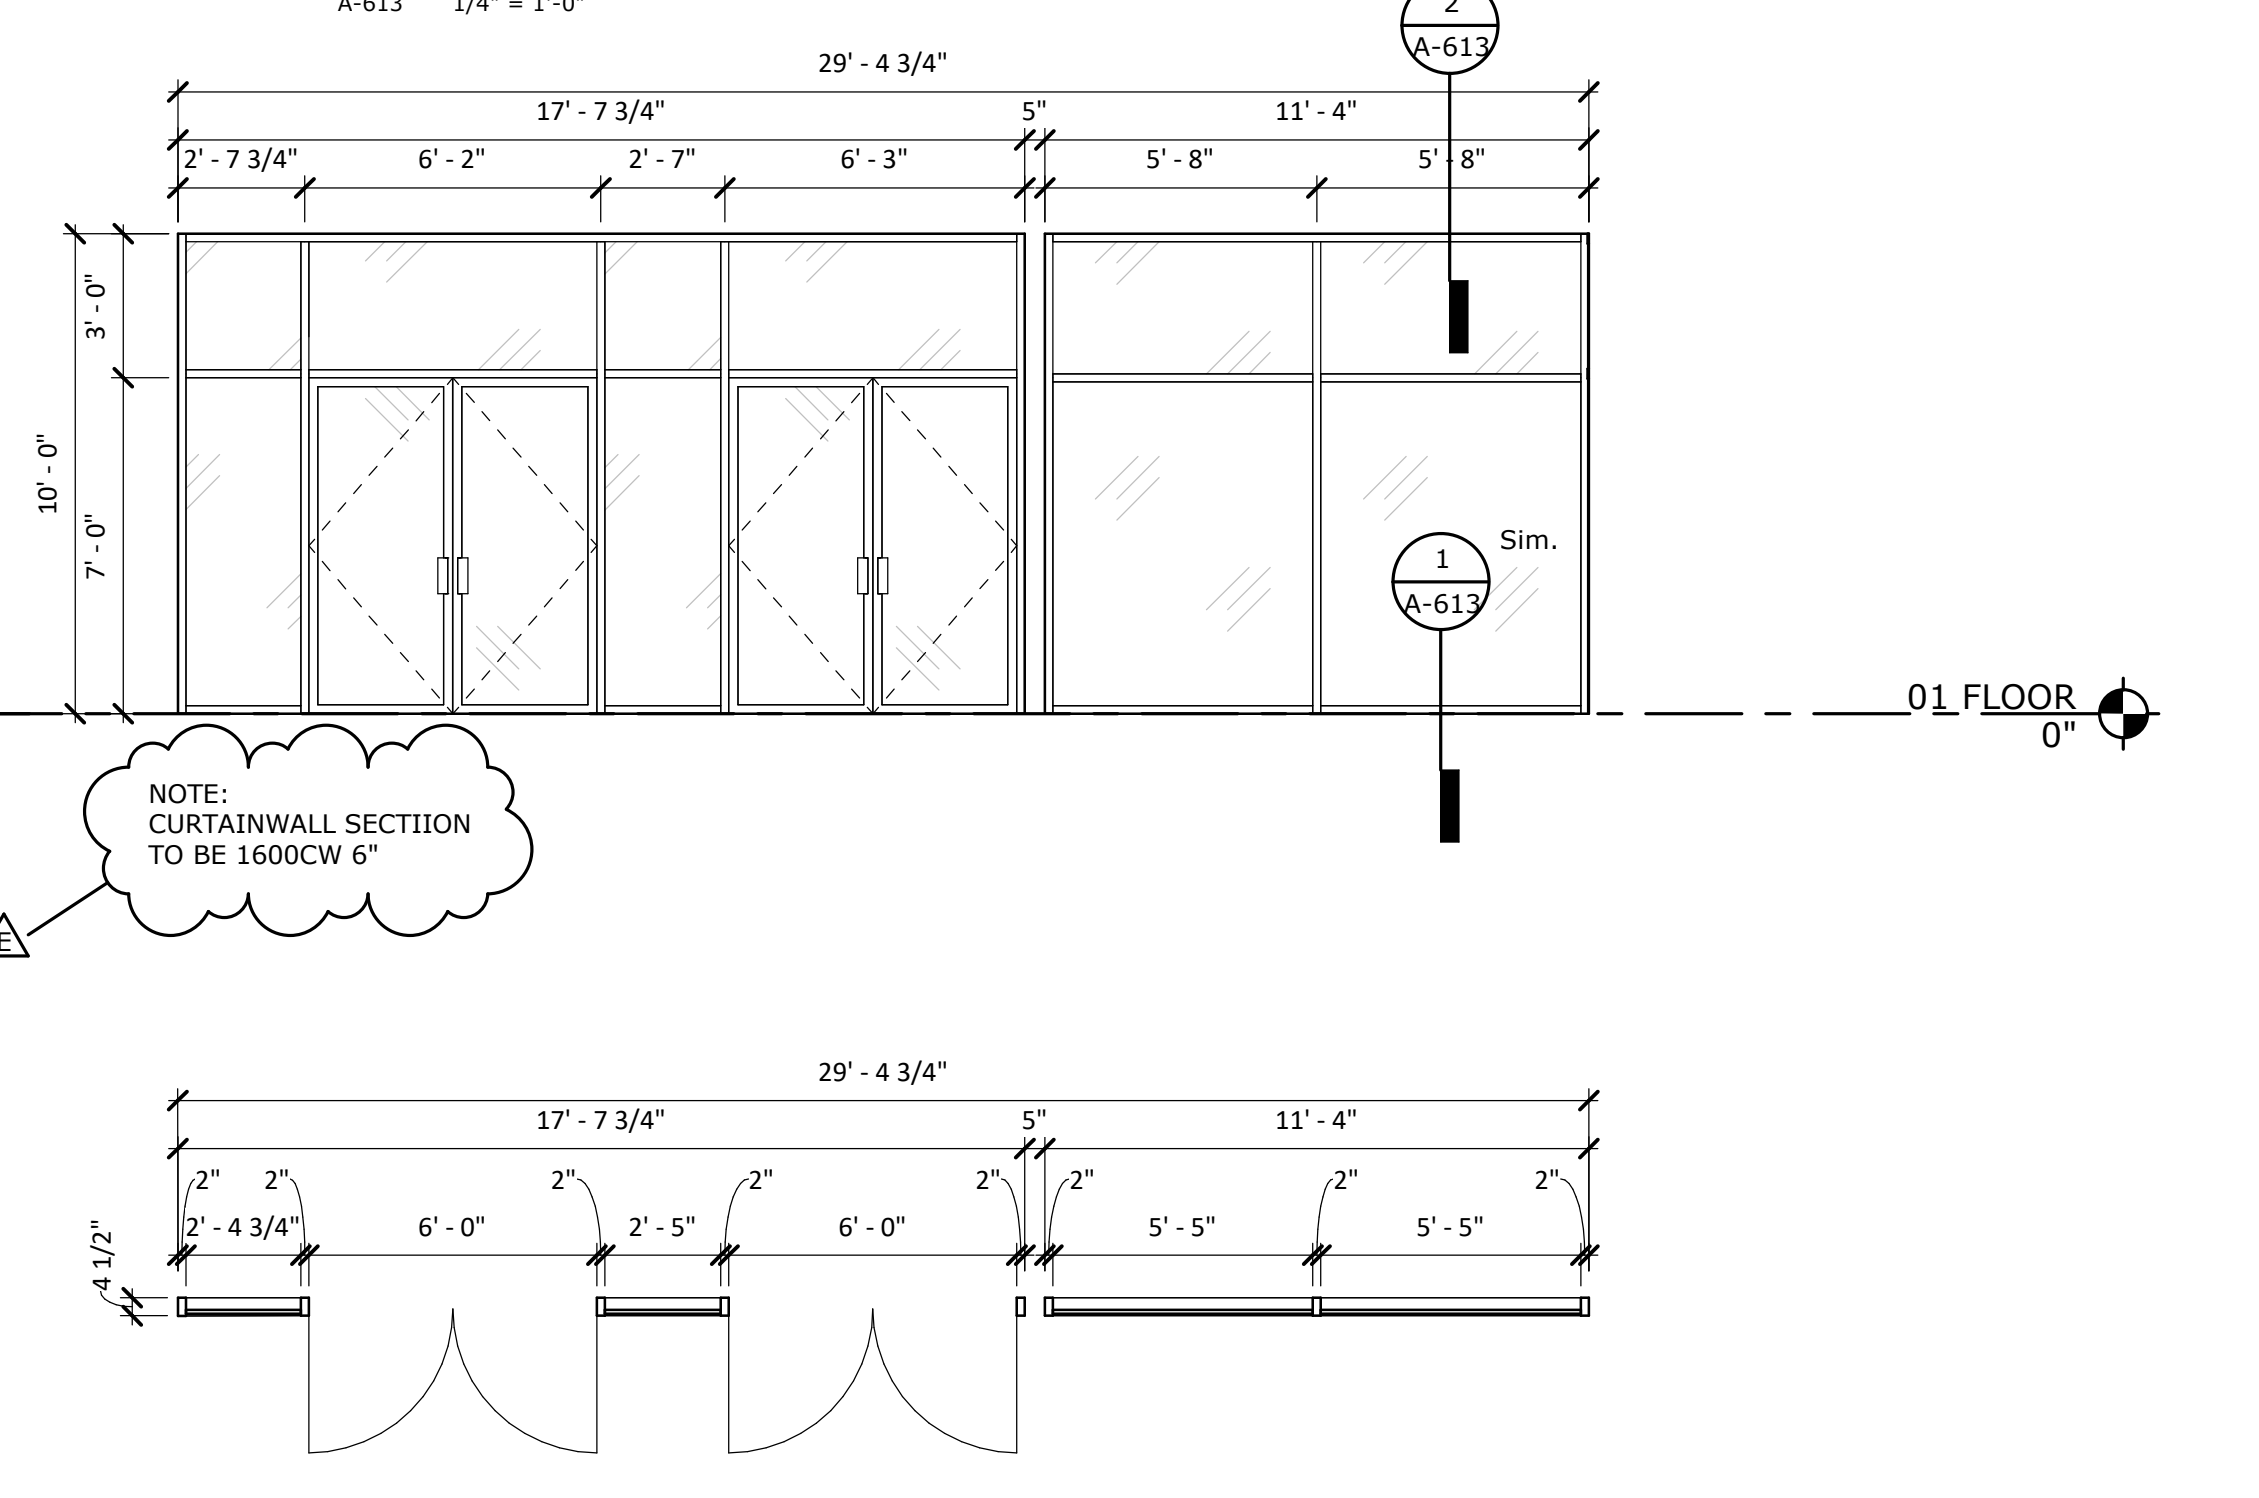 A-613 1/4" = 1'-0"
2
A-613
29' - 4 3/4"
17' - 7 3/4" 5" 11' - 4"
2' - 7 3/4" 6' - 2" 2' - 7" 6' - 3" 5' - 8" 5' - 8"
3' - 0"
10' - 0"
7' - 0"
1
A-613
Sim.
01 FLOOR
0"
NOTE:
CURTAINWALL SECTIION
TO BE 1600CW 6"
E
29' - 4 3/4"
17' - 7 3/4" 5" 11' - 4"
2" 2" 2" 2" 2" 2" 2" 2"
2' - 4 3/4" 6' - 0" 2' - 5" 6' - 0" 5' - 5" 5' - 5"
4 1/2"